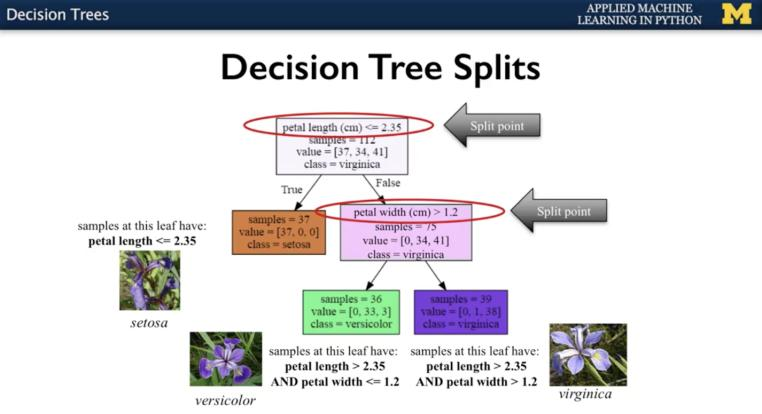 Decision Trees
APPLIED MACHINE
LEARNING IN PYTHON
M
Decision Tree Splits
petal length (cm) <= 2.35
samples = 112
value = [37, 34, 41]
class = virginica
Split point
True
False
samples = 37
value = [37, 0, 0]
class = setosa
petal width (cm) > 1.2
samples = 75
value = [0, 34, 41]
class = virginica
Split point
samples at this leaf have:
petal length <= 2.35
setosa
samples = 36
value = [0, 33, 3]
class = versicolor
samples = 39
value = [0, 1, 38]
class = virginica
versicolor
samples at this leaf have:
petal length > 2.35
AND petal width <= 1.2
samples at this leaf have:
petal length > 2.35
AND petal width > 1.2
virginica